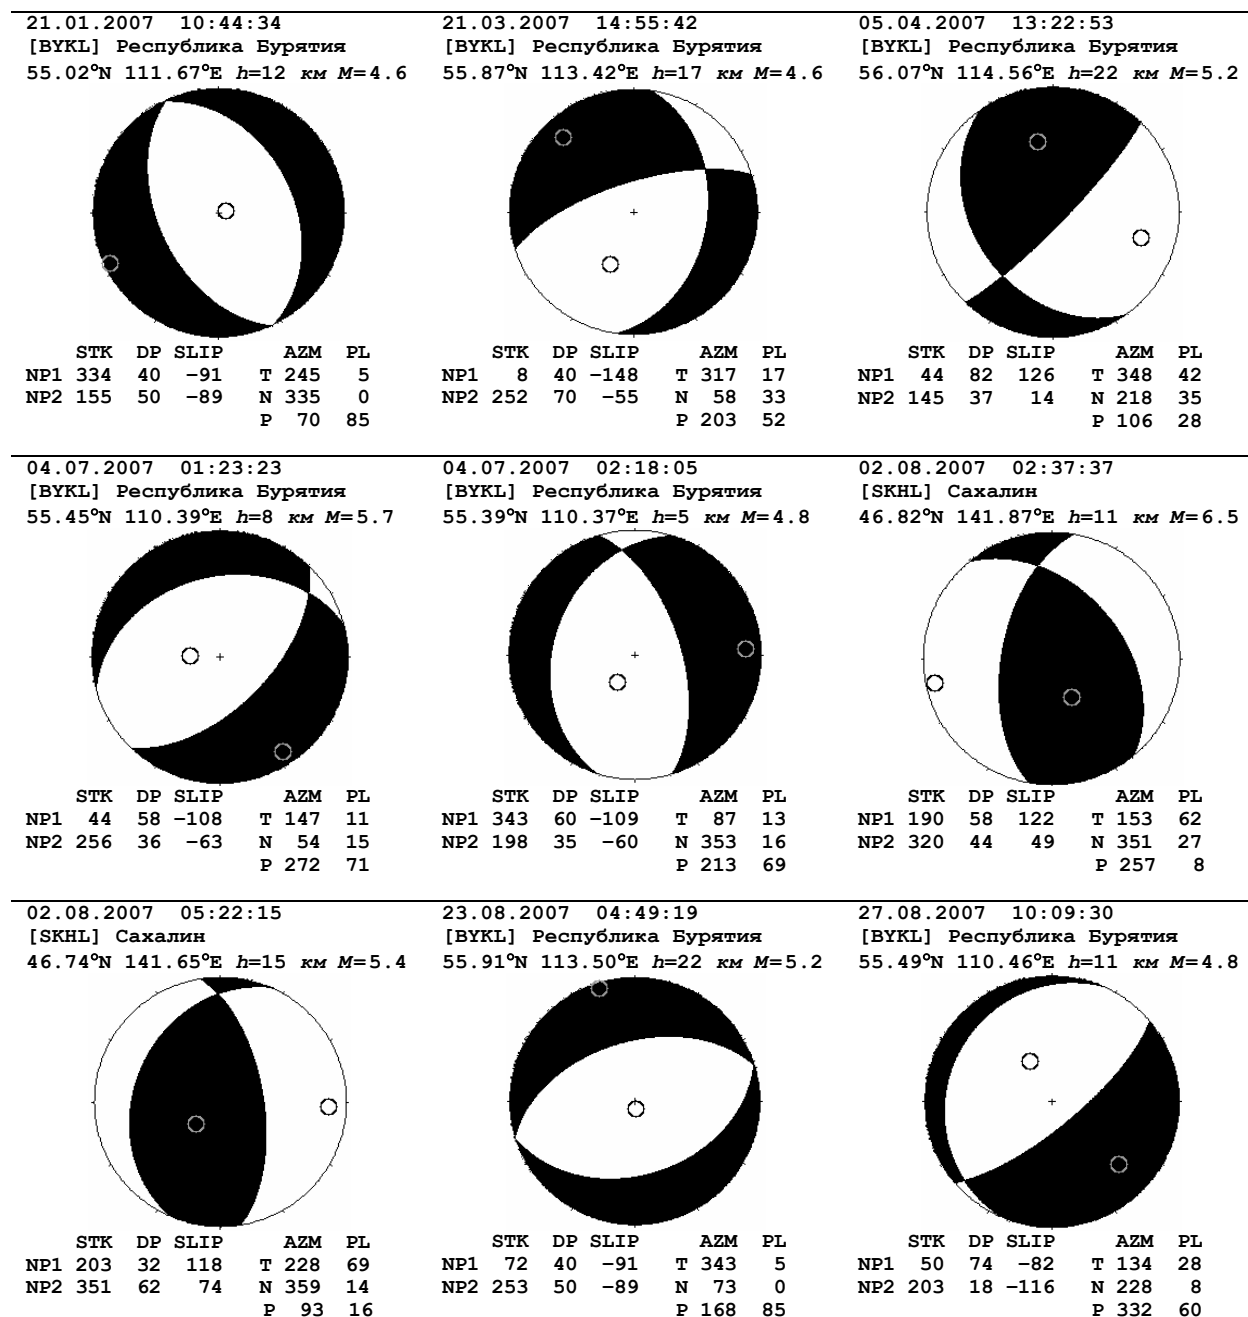 21.01.2007 10:44:34
[BYKL] Республика Бурятия
55.02°N 111.67°E h=12 км M=4.6
STK DP SLIP AZM PL
NP1 334 40 −91 T 245 5
NP2 155 50 −89 N 335 0
P 70 85
21.03.2007 14:55:42
[BYKL] Республика Бурятия
55.87°N 113.42°E h=17 км M=4.6
STK DP SLIP AZM PL
NP1 8 40 −148 T 317 17
NP2 252 70 −55 N 58 33
P 203 52
05.04.2007 13:22:53
[BYKL] Республика Бурятия
56.07°N 114.56°E h=22 км M=5.2
STK DP SLIP AZM PL
NP1 44 82 126 T 348 42
NP2 145 37 14 N 218 35
P 106 28
04.07.2007 01:23:23
[BYKL] Республика Бурятия
55.45°N 110.39°E h=8 км M=5.7
STK DP SLIP AZM PL
NP1 44 58 −108 T 147 11
NP2 256 36 −63 N 54 15
P 272 71
04.07.2007 02:18:05
[BYKL] Республика Бурятия
55.39°N 110.37°E h=5 км M=4.8
STK DP SLIP AZM PL
NP1 343 60 −109 T 87 13
NP2 198 35 −60 N 353 16
P 213 69
02.08.2007 02:37:37
[SKHL] Сахалин
46.82°N 141.87°E h=11 км M=6.5
STK DP SLIP AZM PL
NP1 190 58 122 T 153 62
NP2 320 44 49 N 351 27
P 257 8
02.08.2007 05:22:15
[SKHL] Сахалин
46.74°N 141.65°E h=15 км M=5.4
STK DP SLIP AZM PL
NP1 203 32 118 T 228 69
NP2 351 62 74 N 359 14
P 93 16
23.08.2007 04:49:19
[BYKL] Республика Бурятия
55.91°N 113.50°E h=22 км M=5.2
STK DP SLIP AZM PL
NP1 72 40 −91 T 343 5
NP2 253 50 −89 N 73 0
P 168 85
27.08.2007 10:09:30
[BYKL] Республика Бурятия
55.49°N 110.46°E h=11 км M=4.8
STK DP SLIP AZM PL
NP1 50 74 −82 T 134 28
NP2 203 18 −116 N 228 8
P 332 60